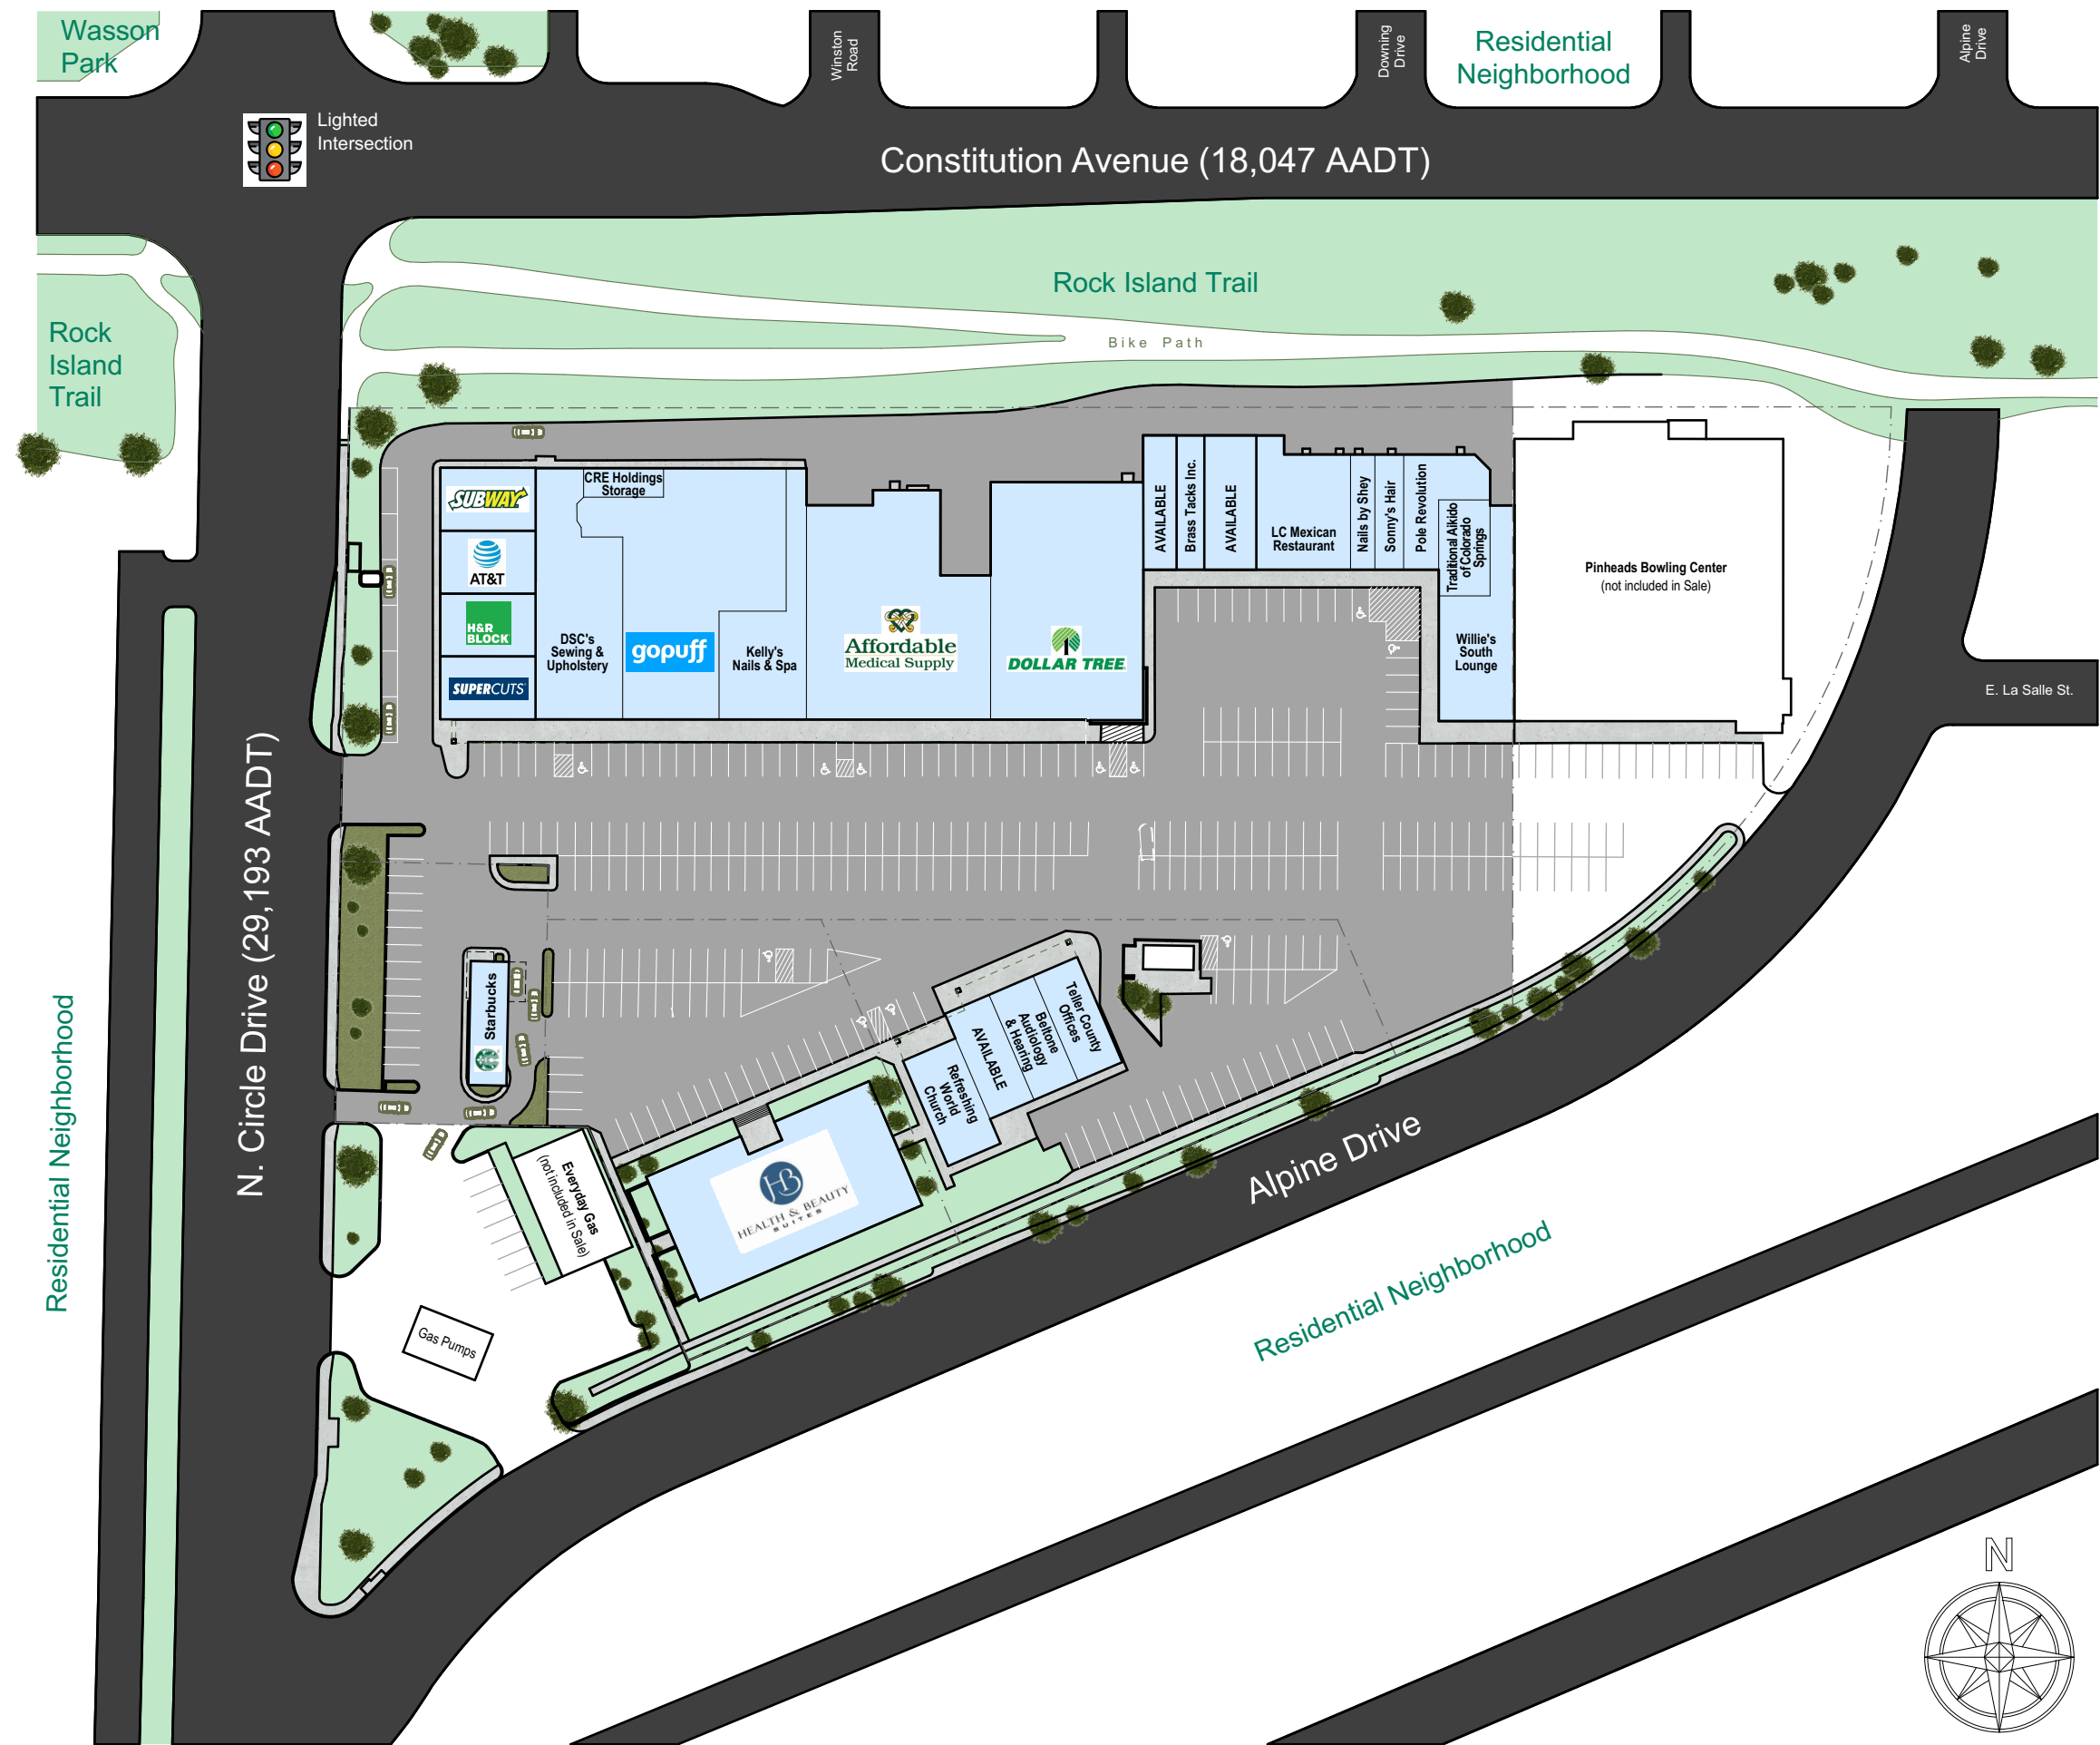 Wasson
Park
Winston
Road
Downing
Drive
Residential
Neighborhood
Alpine
Drive
Lighted
Intersection
Constitution Avenue (18,047 AADT)
Rock Island Trail
Bike Path
Rock
Island
Trail
SUBWAY
AT&T
H&R
BLOCK
SUPERCUTS
CRE Holdings
Storage
DSC's
Sewing &
Upholstery
gopuff
Kelly's
Nails & Spa
Affordable
Medical Supply
DOLLAR TREE
AVAILABLE
Brass Tacks Inc.
AVAILABLE
LC Mexican
Restaurant
Nails by Shey
Sonny's Hair
Pole Revolution
Traditional Aikido
of Colorado
Springs
Willie's
South
Lounge
Pinheads Bowling Center
(not included in Sale)
E. La Salle St.
N. Circle Drive (29,193 AADT)
Residential Neighborhood
Starbucks
Teller County
Offices
Beltone
Audiology
& Hearing
AVAILABLE
Refreshing
World
Church
HB
HEALTH & BEAUTY
SUITES
Everyday Gas
(not included in Sale)
Gas Pumps
Alpine Drive
Residential Neighborhood
N